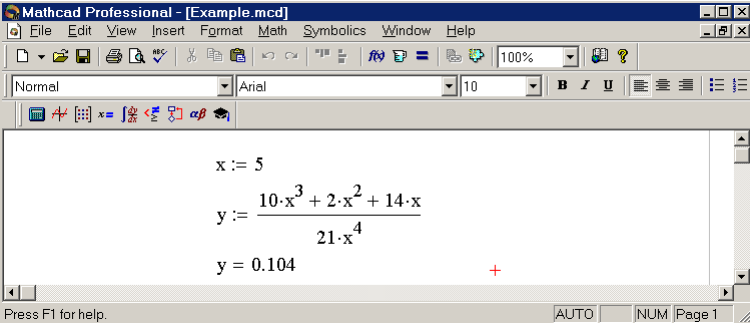 Mathcad Professional - [Example.mcd]
File Edit View Insert Format Math Symbolics Window Help
100%
Normal Arial 10 B I U
x := 5
y := (10·x^3 + 2·x^2 + 14·x) / (21·x^4)
y = 0.104
Press F1 for help. AUTO NUM Page 1